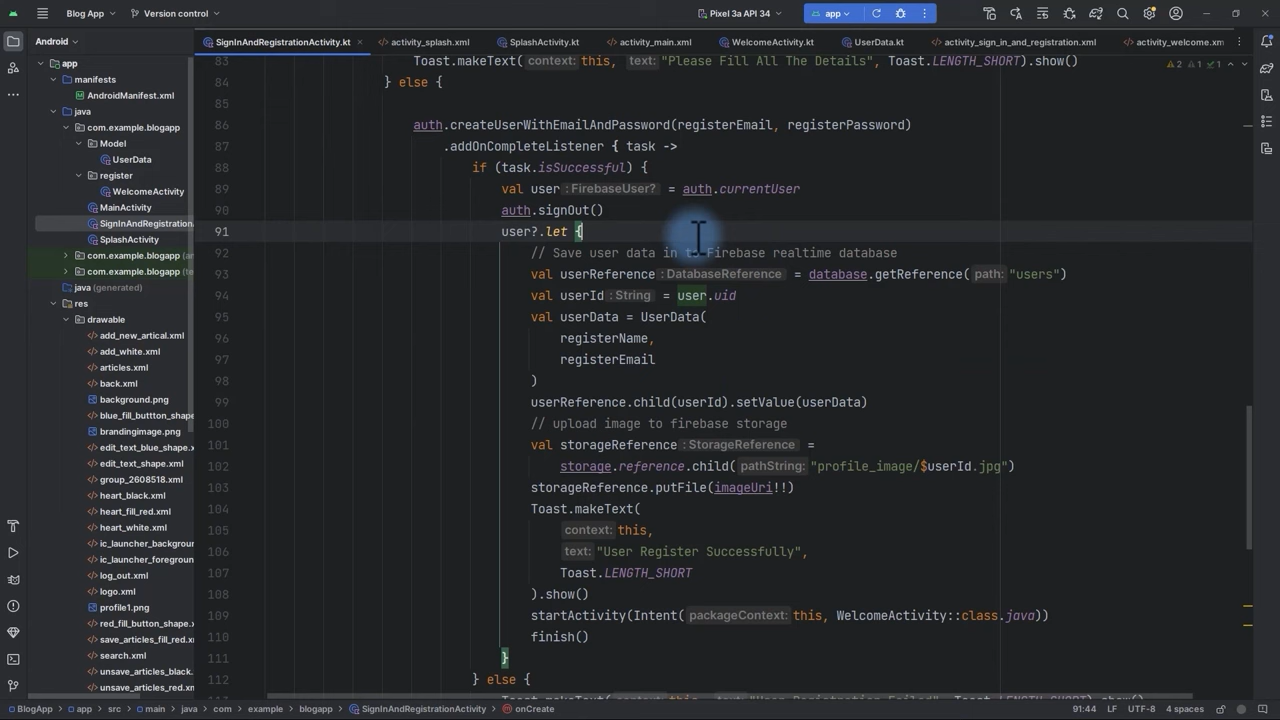 Blog App
Version control
Pixel 3a API 34
app
Android
SignInAndRegistrationActivity.kt
activity_splash.xml
SplashActivity.kt
activity_main.xml
WelcomeActivity.kt
UserData.kt
activity_sign_in_and_registration.xml
activity_welcome.xm
app
manifests
AndroidManifest.xml
java
com.example.blogapp
Model
UserData
register
WelcomeActivity
MainActivity
SignInAndRegistration
SplashActivity
com.example.blogapp (a
com.example.blogapp (te
java (generated)
res
drawable
add_new_artical.xml
add_white.xml
articles.xml
back.xml
background.png
blue_fill_buttton_shape
brandingimage.png
edit_text_blue_shape.xm
edit_text_shape.xml
group_2608518.xml
heart_black.xml
heart_fill_red.xml
heart_white.xml
ic_launcher_background
ic_launcher_foreground
log_out.xml
logo.xml
profile1.png
red_fill_button_shape.xm
save_articles_fill_red.xml
search.xml
unsave_articles_black.x
unsave_articles_red.xml
83 Toast.makeText( context: this, text: "Please Fill All The Details", Toast.LENGTH_SHORT).show()
2 1 1
84 } else {
85
86 auth.createUserWithEmailAndPassword(registerEmail, registerPassword)
87 .addOnCompleteListener { task ->
88 if (task.isSuccessful) {
89 val user :FirebaseUser? = auth.currentUser
90 auth.signOut()
91 user?.let {
92 // Save user data in to Firebase realtime database
93 val userReference :DatabaseReference = database.getReference( path: "users")
94 val userId :String = user.uid
95 val userData = UserData(
96 registerName,
97 registerEmail
98 )
99 userReference.child(userId).setValue(userData)
100 // upload image to firebase storage
101 val storageReference :StorageReference =
102 storage.reference.child( pathString: "profile_image/$userId.jpg")
103 storageReference.putFile(imageUri!!)
104 Toast.makeText(
105 context: this,
106 text: "User Register Successfully",
107 Toast.LENGTH_SHORT
108 ).show()
109 startActivity(Intent( packageContext: this, WelcomeActivity::class.java))
110 finish()
111 }
112 } else {
BlogApp > app > src > main > java > com > example > blogapp > SignInAndRegistrationActivity > onCreate
91:44 LF UTF-8 4 spaces